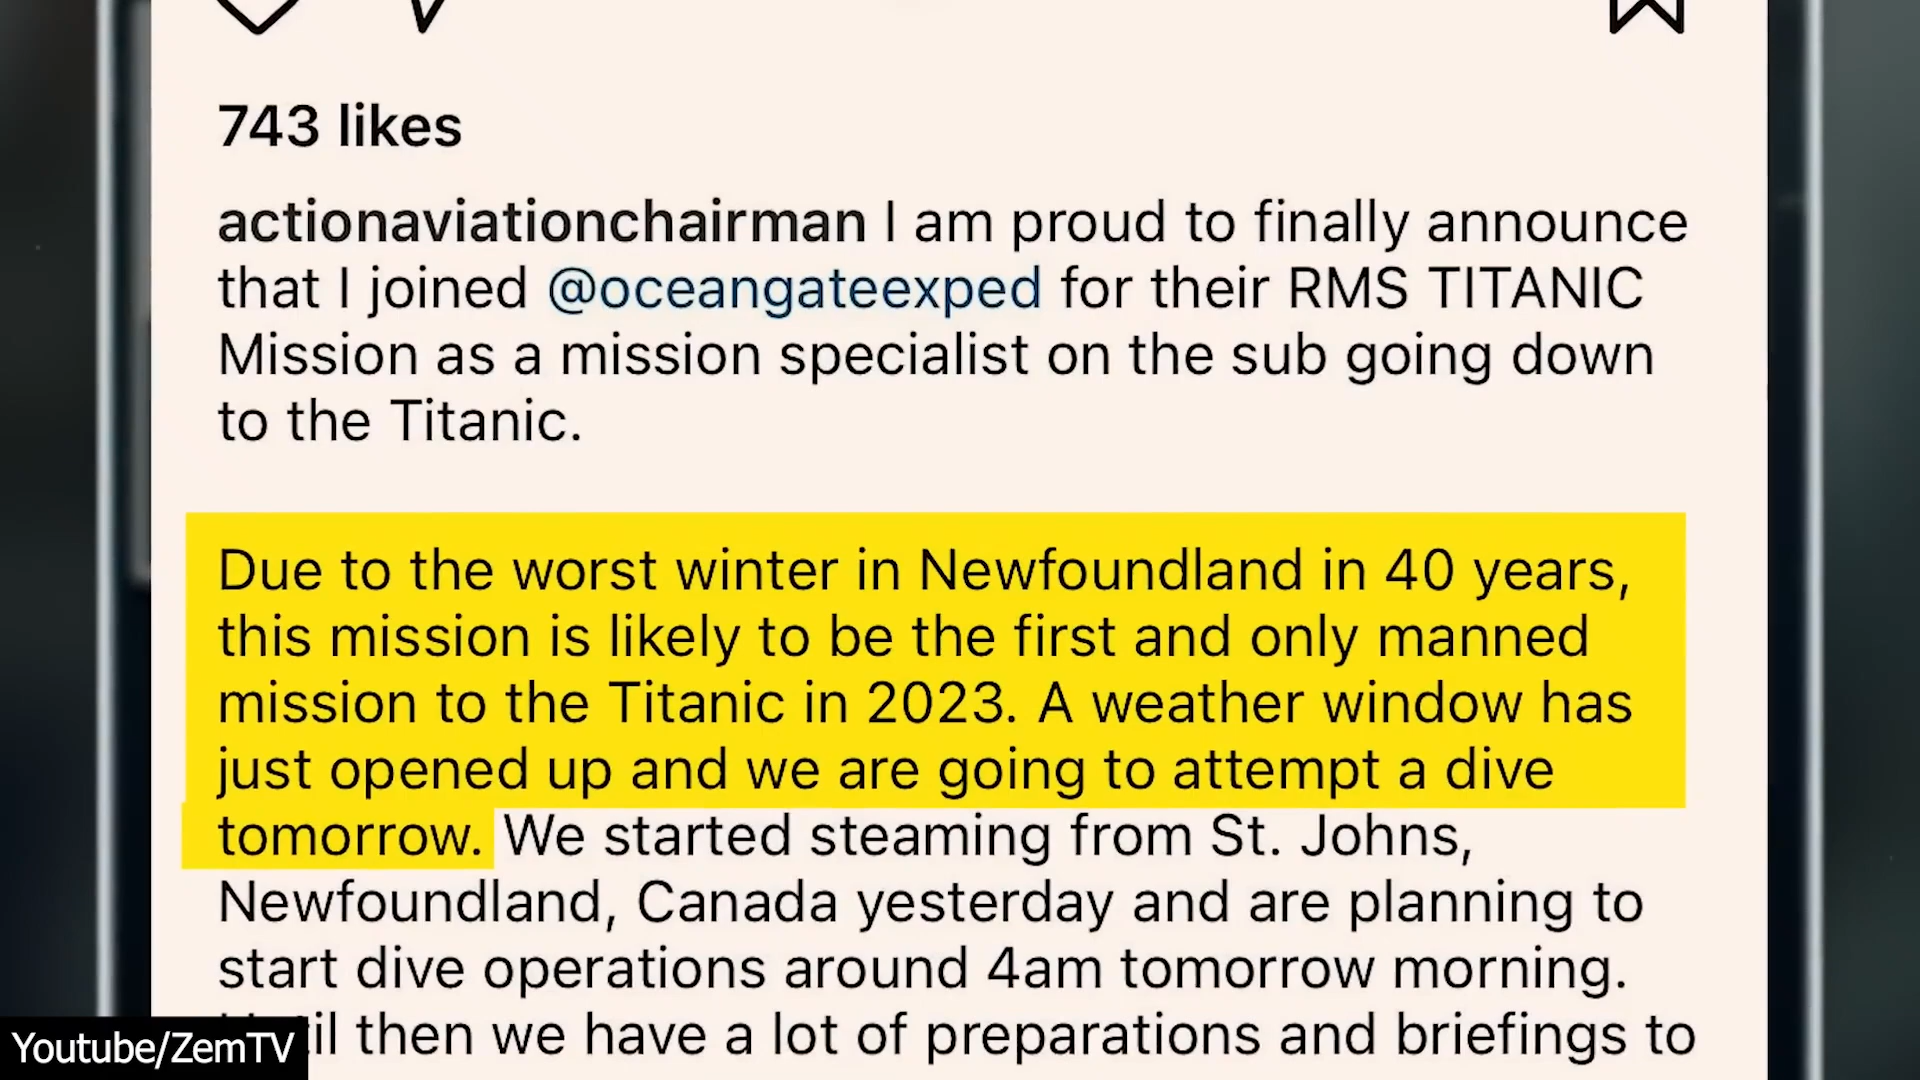 743 likes
actionaviationchairman I am proud to finally announce
that I joined @oceangateexped for their RMS TITANIC
Mission as a mission specialist on the sub going down
to the Titanic.
Due to the worst winter in Newfoundland in 40 years,
this mission is likely to be the first and only manned
mission to the Titanic in 2023. A weather window has
just opened up and we are going to attempt a dive
tomorrow. We started steaming from St. Johns,
Newfoundland, Canada yesterday and are planning to
start dive operations around 4am tomorrow morning.
then we have a lot of preparations and briefings to
Youtube/ZemTV